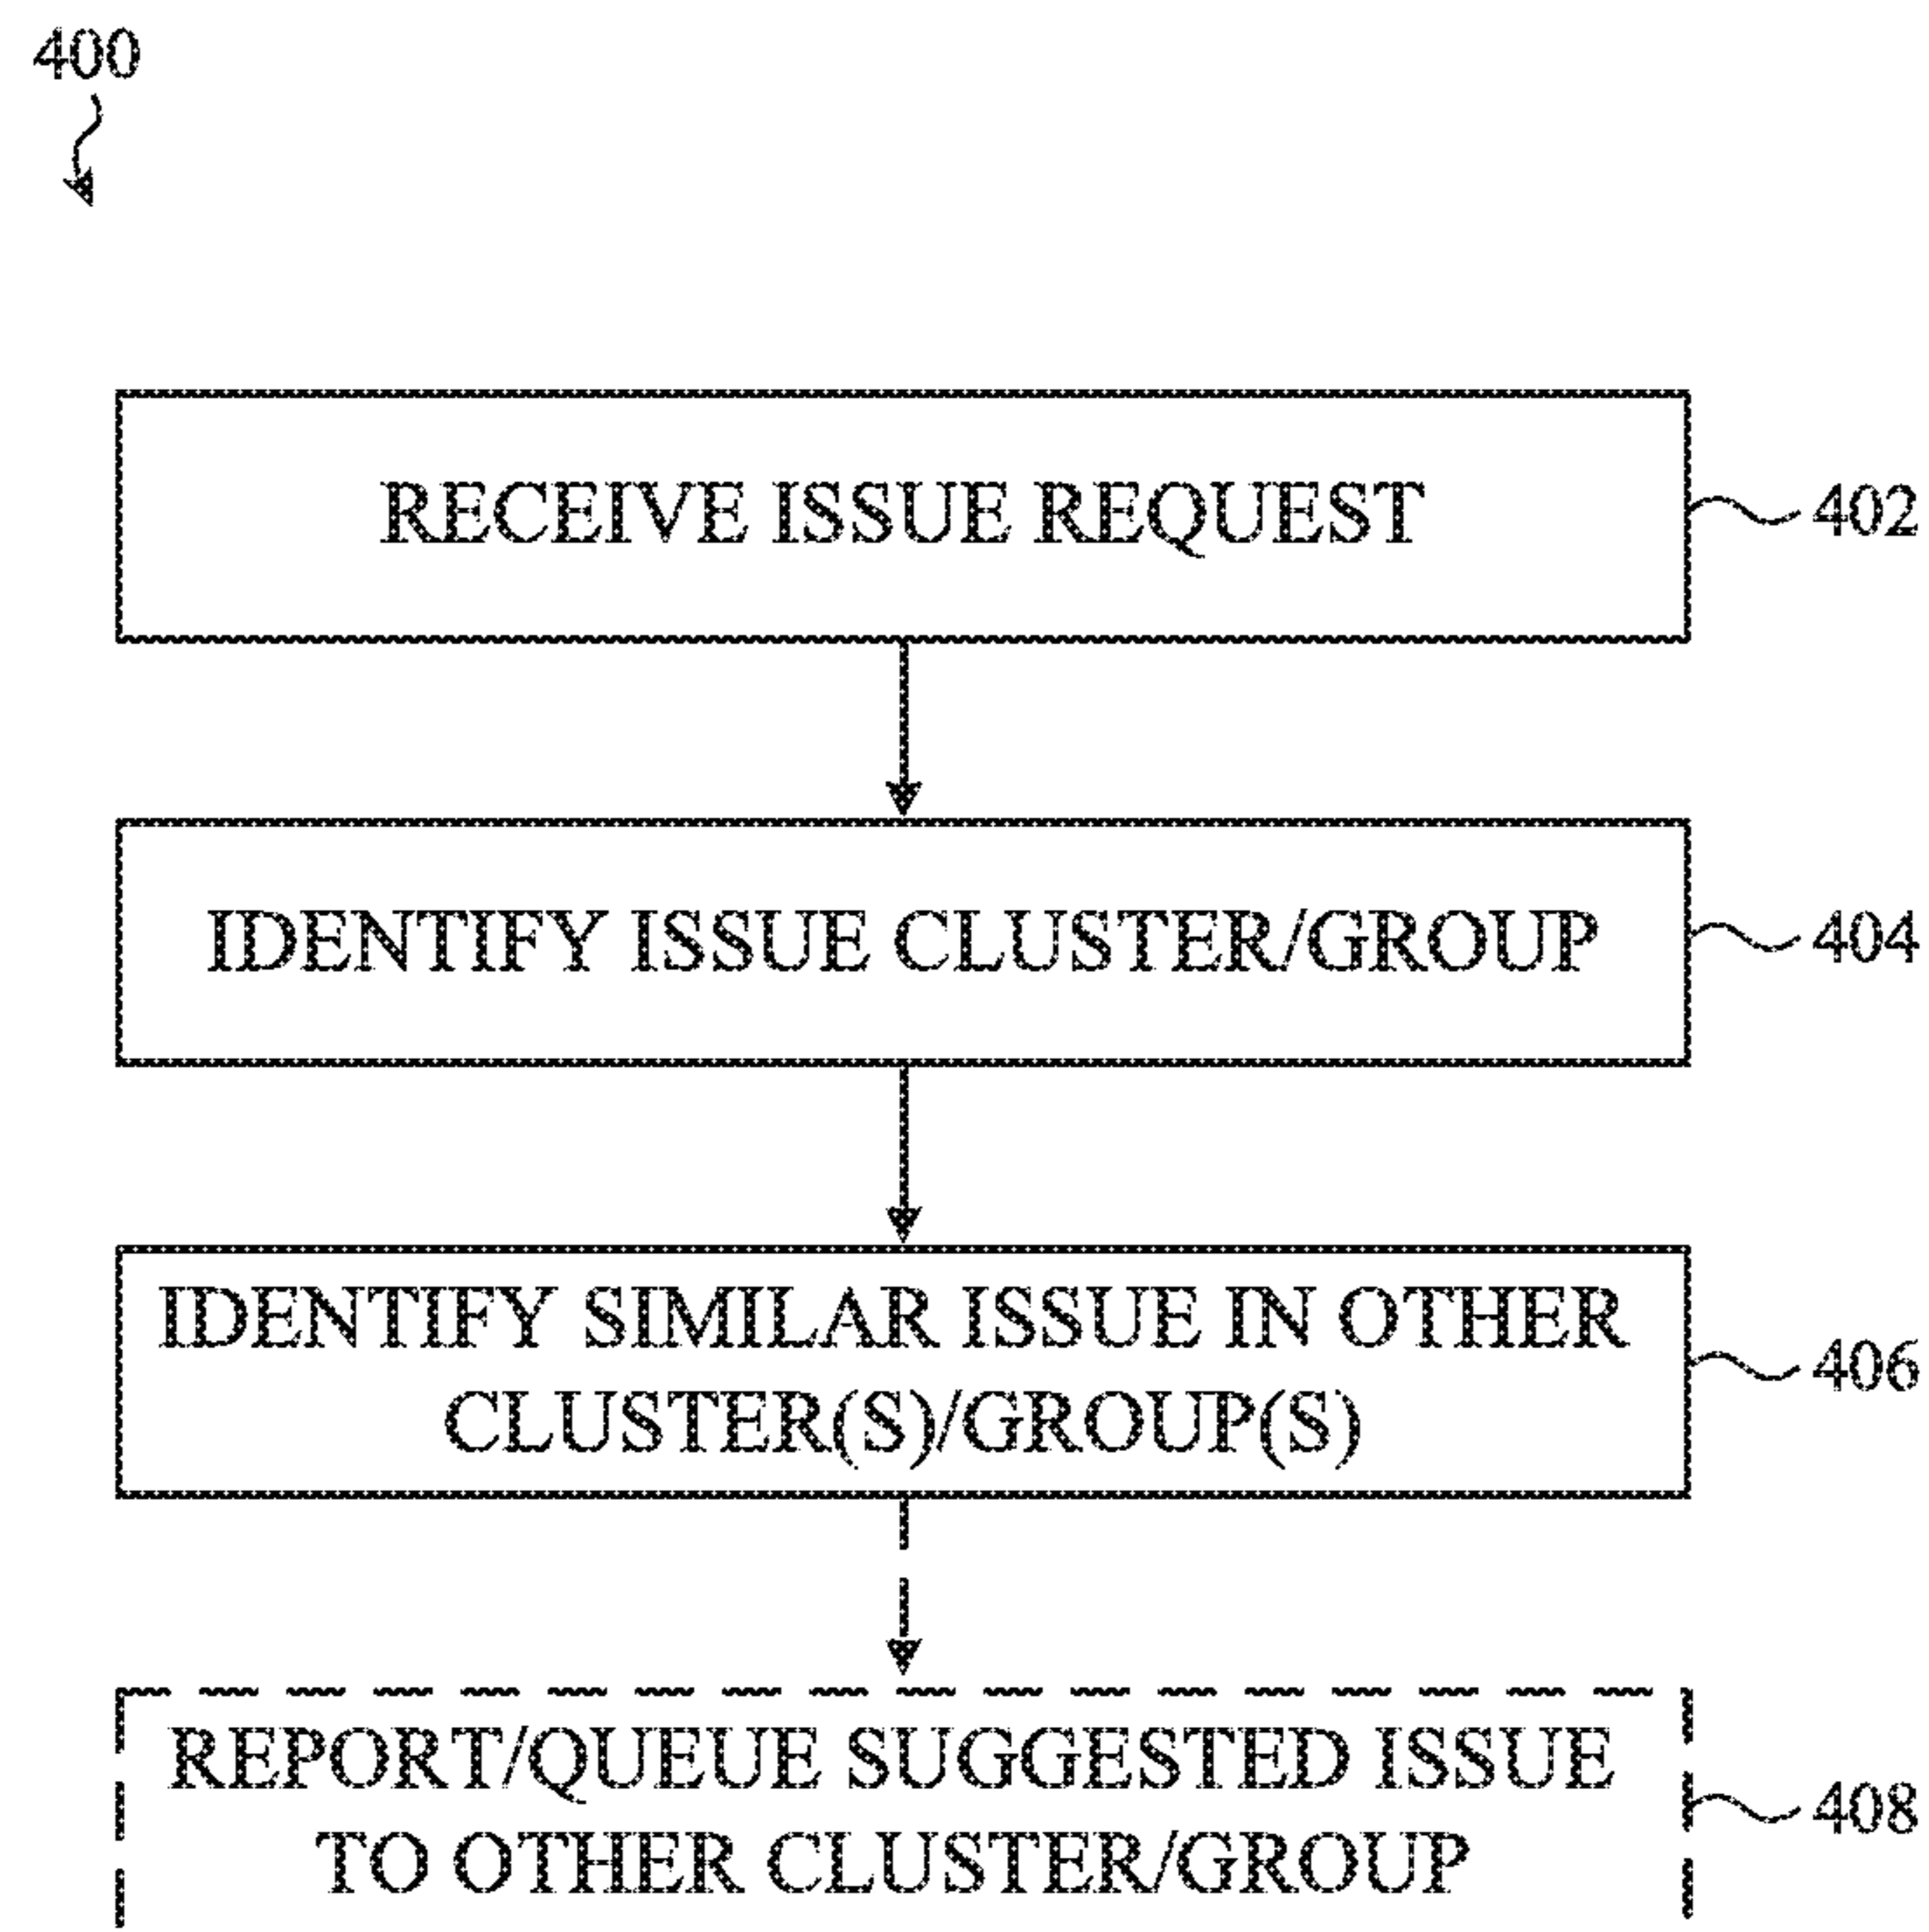 400
RECEIVE ISSUE REQUEST
402
IDENTIFY ISSUE CLUSTER/GROUP
404
IDENTIFY SIMILAR ISSUE IN OTHER
CLUSTER(S)/GROUP(S)
406
REPORT/QUEUE SUGGESTED ISSUE
TO OTHER CLUSTER/GROUP
408